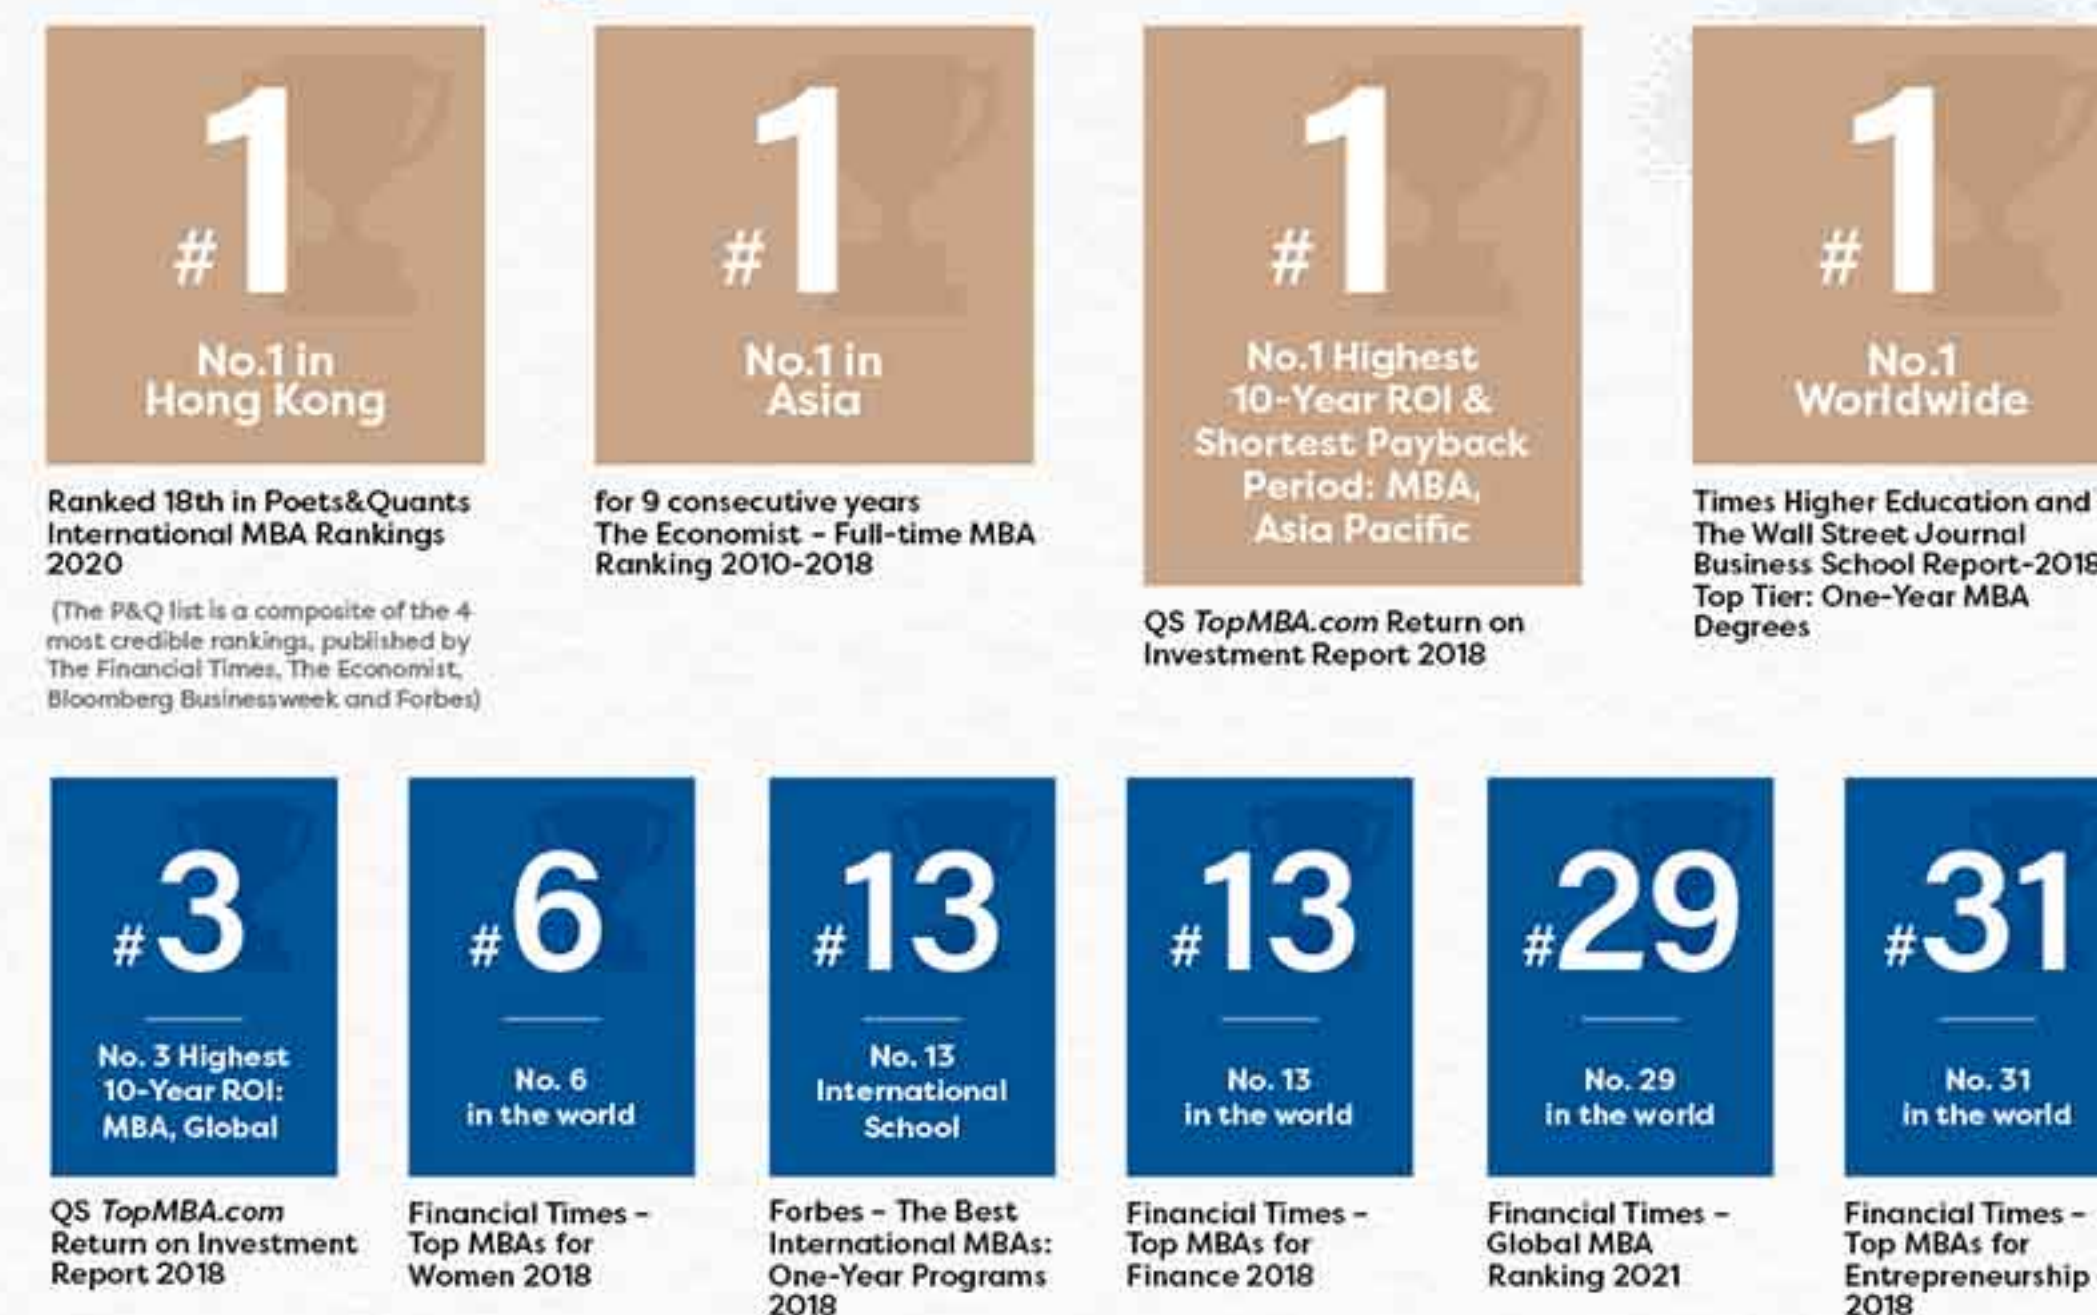 #1
No.1 in
Hong Kong
Ranked 18th in Poets&Quants
International MBA Rankings
2020
(The P&Q list is a composite of the 4
most credible rankings, published by
The Financial Times, The Economist,
Bloomberg Businessweek and Forbes)
#1
No.1 in
Asia
for 9 consecutive years
The Economist – Full-time MBA
Ranking 2010-2018
#1
No.1 Highest
10-Year ROI &
Shortest Payback
Period: MBA,
Asia Pacific
QS TopMBA.com Return on
Investment Report 2018
#1
No.1
Worldwide
Times Higher Education and
The Wall Street Journal
Business School Report-2018
Top Tier: One-Year MBA
Degrees
#3
No. 3 Highest
10-Year ROI:
MBA, Global
QS TopMBA.com
Return on Investment
Report 2018
#6
No. 6
in the world
Financial Times –
Top MBAs for
Women 2018
#13
No. 13
International
School
Forbes – The Best
International MBAs:
One-Year Programs
2018
#13
No. 13
in the world
Financial Times –
Top MBAs for
Finance 2018
#29
No. 29
in the world
Financial Times –
Global MBA
Ranking 2021
#31
No. 31
in the world
Financial Times –
Top MBAs for
Entrepreneurship
2018